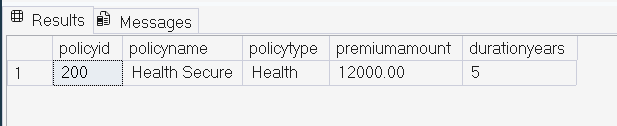 Results Messages
policyid policyname policytype premiumamount durationyears
1 200 Health Secure Health 12000.00 5